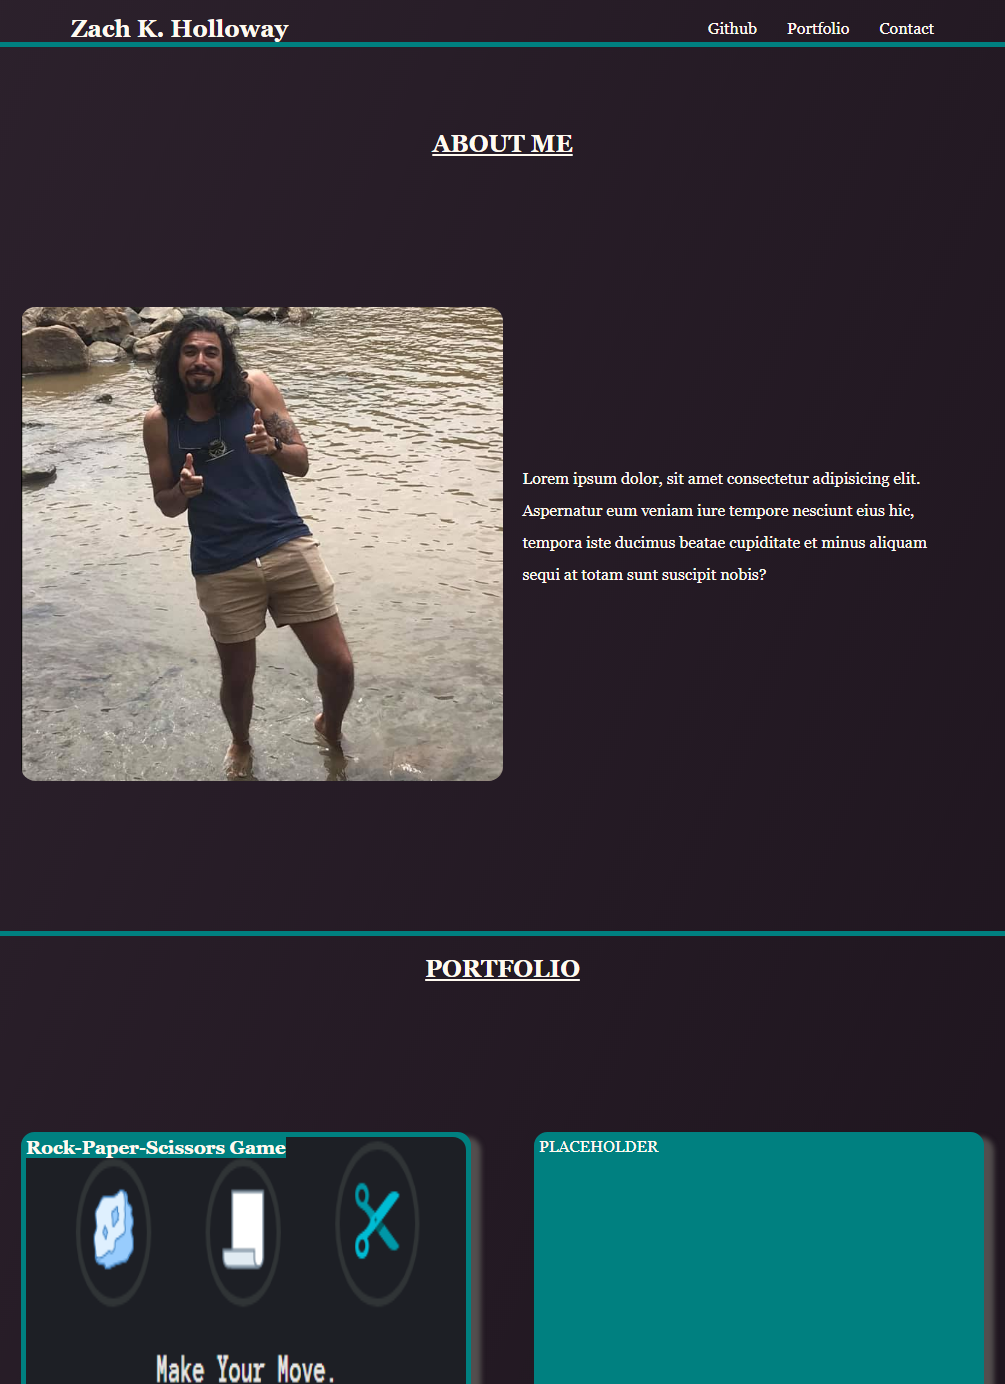 Zach K. Holloway
Github Portfolio Contact
ABOUT ME
Lorem ipsum dolor, sit amet consectetur adipisicing elit.
Aspernatur eum veniam iure tempore nesciunt eius hic,
tempora iste ducimus beatae cupiditate et minus aliquam
sequi at totam sunt suscipit nobis?
PORTFOLIO
Rock-Paper-Scissors Game
PLACEHOLDER
Make Your Move.